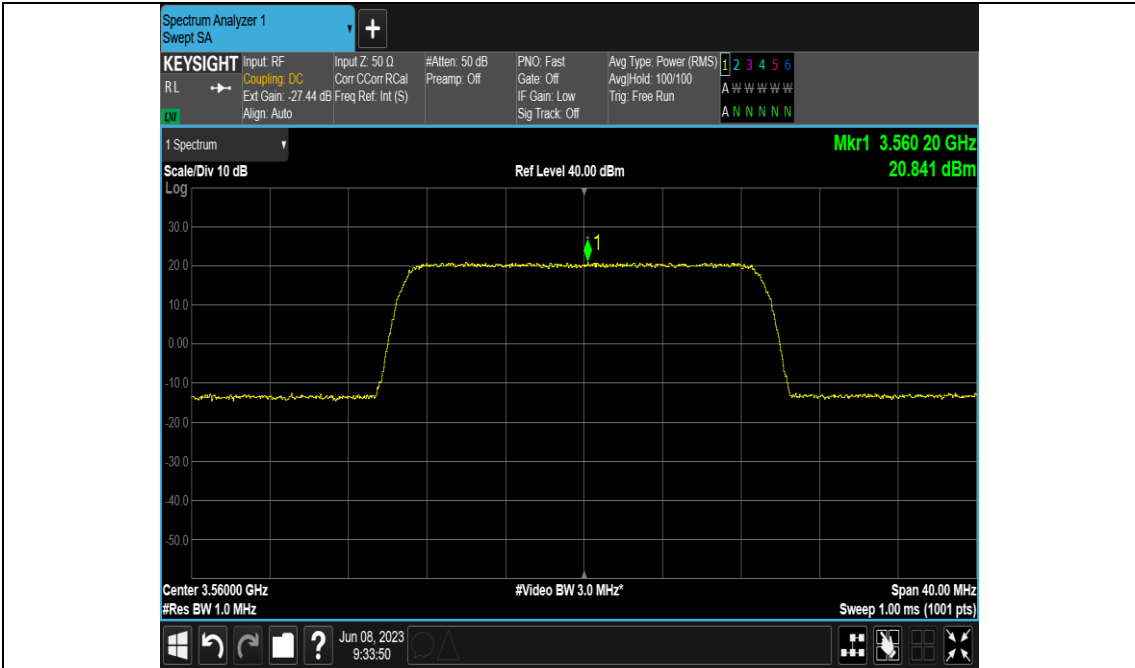 Spectrum Analyzer 1
Swept SA
+
KEYSIGHT
RL
LXI
Input: RF
Coupling: DC
Ext Gain: -27.44 dB
Align: Auto
Input Z: 50 Ω
Corr CCorr RCal
Freq Ref: Int (S)
#Atten: 50 dB
Preamp: Off
PNO: Fast
Gate: Off
IF Gain: Low
Sig Track: Off
Avg Type: Power (RMS)
Avg|Hold: 100/100
Trig: Free Run
1 2 3 4 5 6
A W W W W W
A N N N N N
1 Spectrum
Mkr1 3.560 20 GHz
Scale/Div 10 dB
Ref Level 40.00 dBm
20.841 dBm
Log
30.0
1
20.0
10.0
0.00
-10.0
-20.0
-30.0
-40.0
-50.0
Center 3.56000 GHz
#Video BW 3.0 MHz*
Span 40.00 MHz
#Res BW 1.0 MHz
Sweep 1.00 ms (1001 pts)
?
Jun 08, 2023
9:33:50